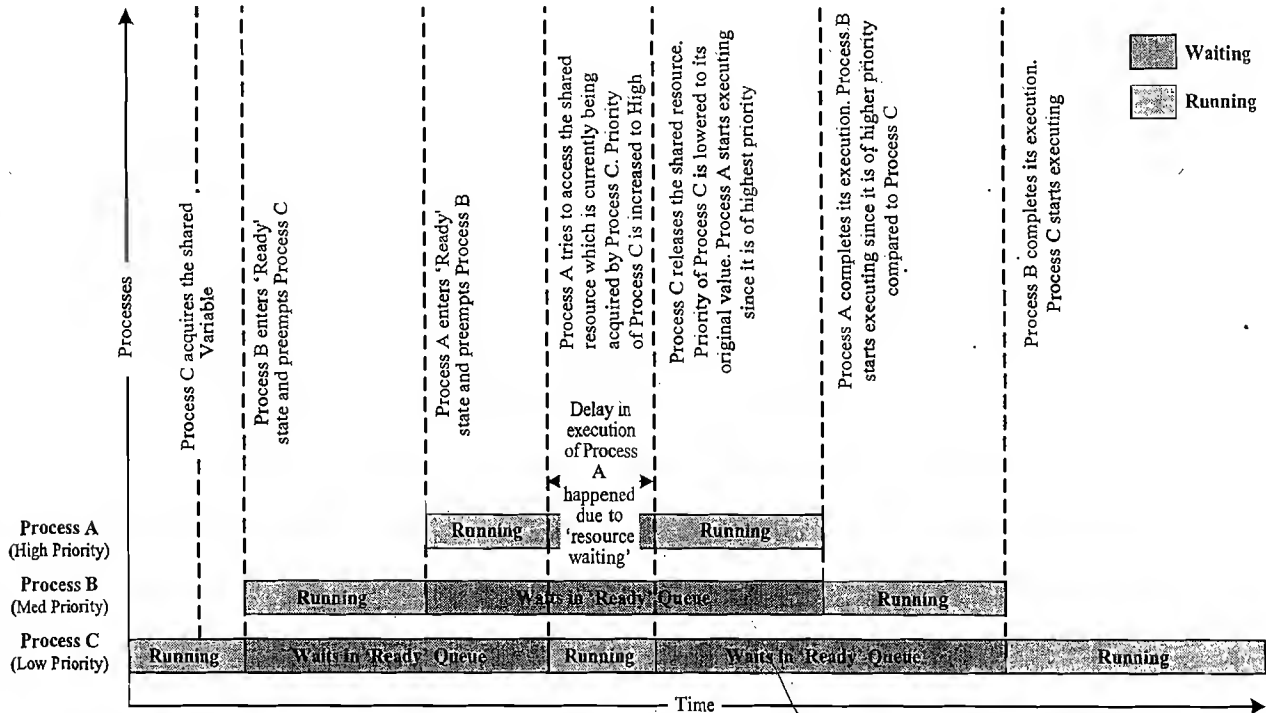 Processes
Process C acquires the shared
Variable
Process B enters ‘Ready’
state and preempts Process C
Process A enters ‘Ready’
state and preempts Process B
Process A tries to access the shared
resource which is currently being
acquired by Process C. Priority
of Process C is increased to High
Process C releases the shared resource.
Priority of Process C is lowered to its
original value. Process A starts executing
since it is of highest priority
Process A completes its execution. Process B
starts executing since it is of higher priority
compared to Process C
Process B completes its execution.
Process C starts executing
Waiting
Running
Delay in
execution
of Process
A
happened
due to
‘resource
waiting’
Process A
(High Priority)
Running
Running
Process B
(Med Priority)
Running
Waits in ‘Ready’ Queue
Running
Process C
(Low Priority)
Running
Waits in ‘Ready’ Queue
Running
Waits in ‘Ready’ Queue
Running
Time